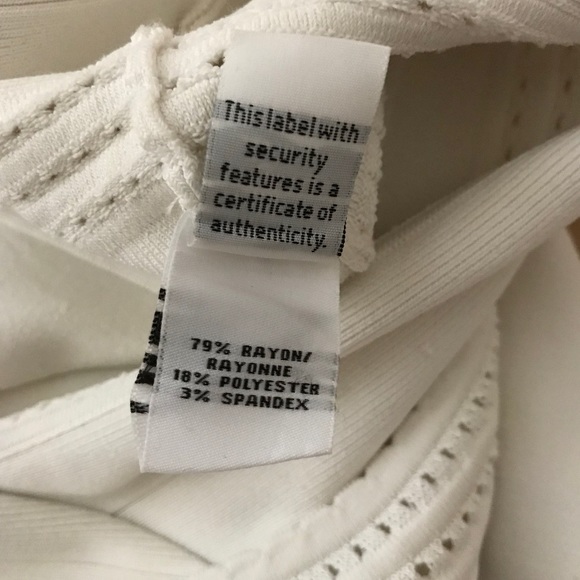 This label with
security
features is a
certificate of
authenticity.
79% RAYON/
RAYONNE
18% POLYESTER
3% SPANDEX